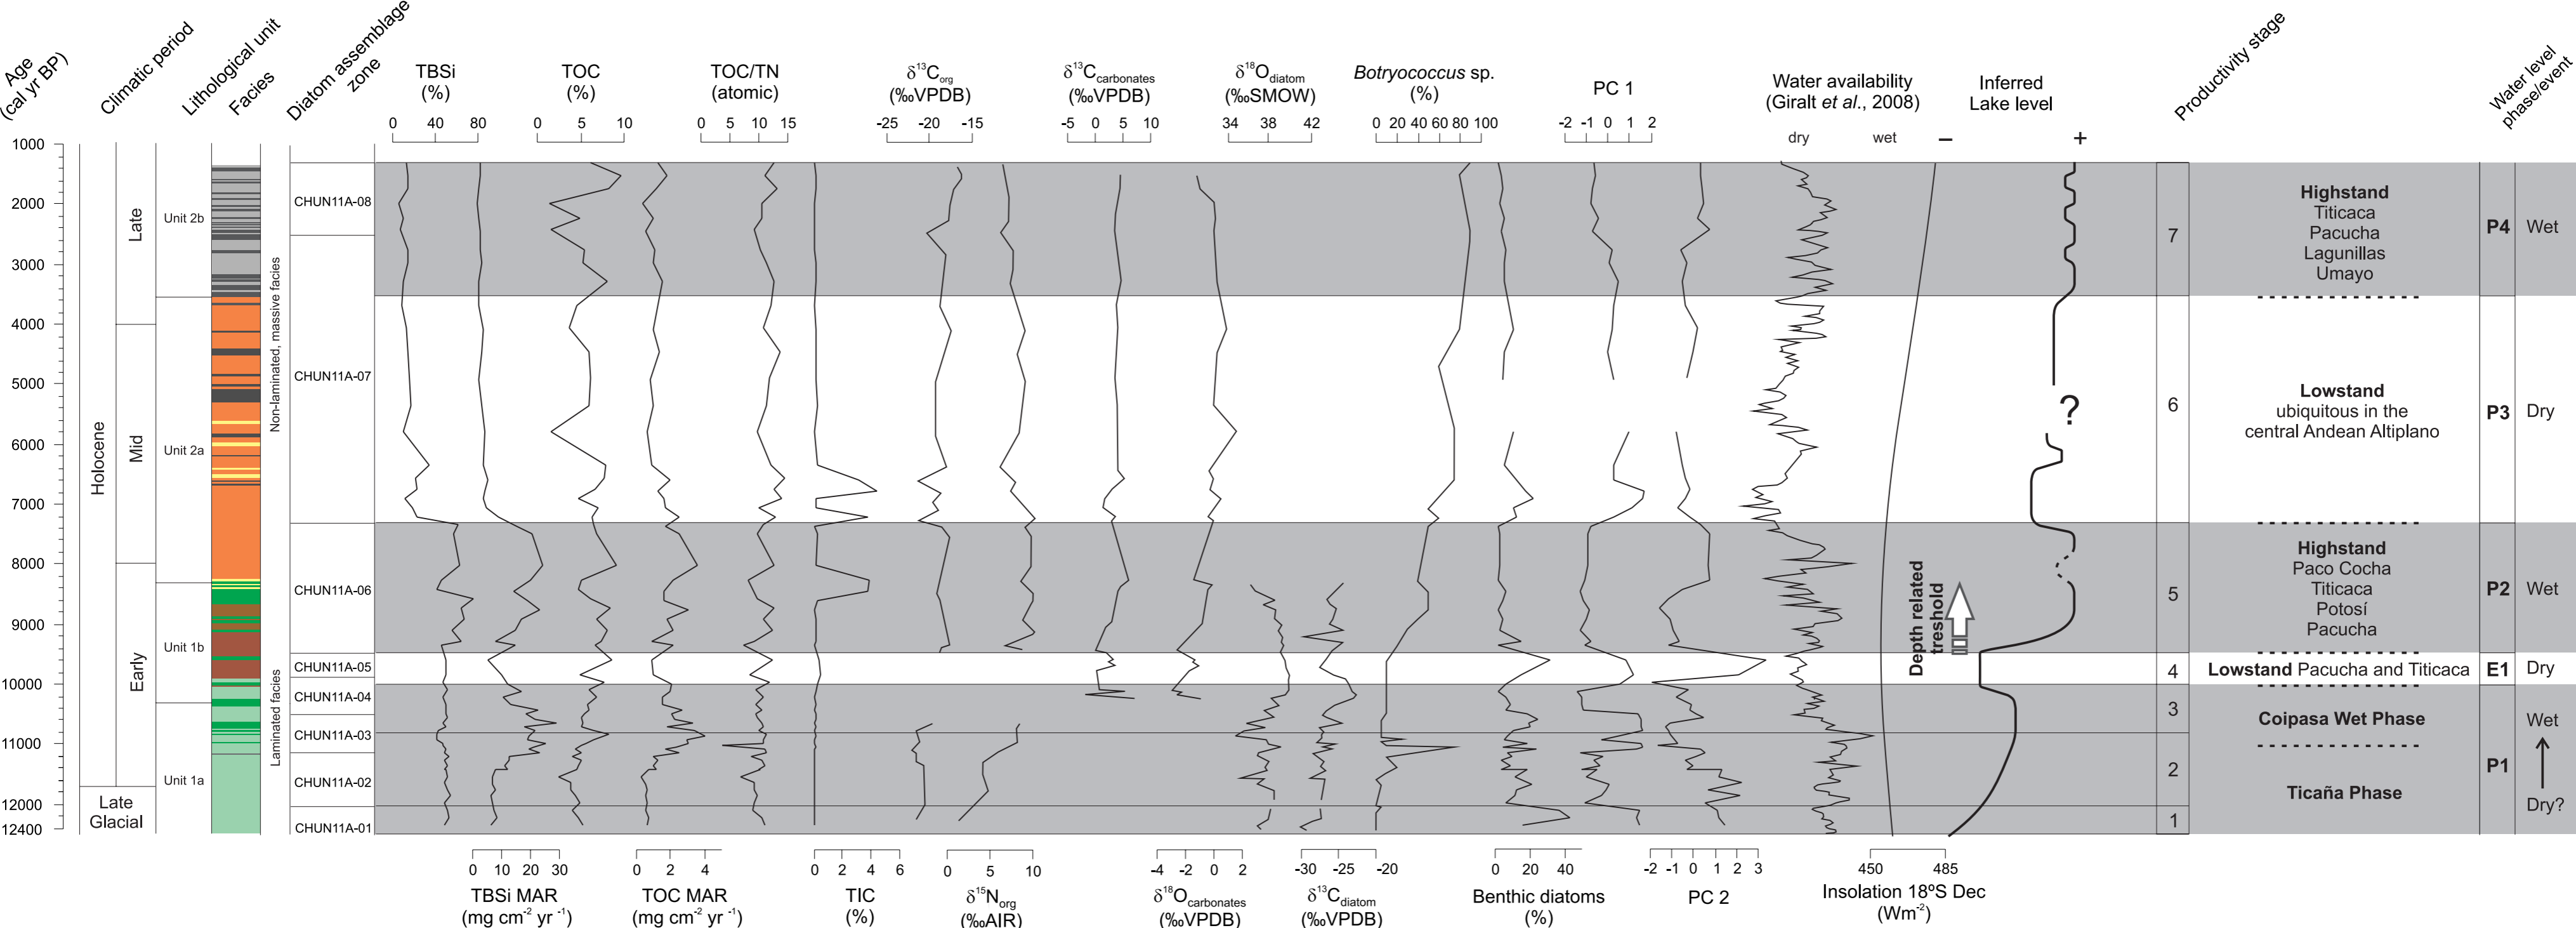 Age
(cal yr BP)
Climatic period
Lithological unit
Facies
Diatom assemblage
zone
TBSi
(%)
TOC
(%)
TOC/TN
(atomic)
δ13Corg
(‰VPDB)
δ13Ccarbonates
(‰VPDB)
δ18Odiatom
(‰SMOW)
Botryococcus sp.
(%)
PC 1
Water availability
(Giralt et al., 2008)
Inferred
Lake level
Productivity stage
Water level
phase/event
0 40 80
0 5 10
0 5 10 15
-25 -20 -15
-5 0 5 10
34 38 42
0 20 40 60 80 100
-2 -1 0 1 2
dry wet
– +
1000
2000
3000
4000
5000
6000
7000
8000
9000
10000
11000
12000
12400
Holocene
Late
Mid
Early
Late
Glacial
Unit 2b
Unit 2a
Unit 1b
Unit 1a
Non-laminated, massive facies
Laminated facies
CHUN11A-08
CHUN11A-07
CHUN11A-06
CHUN11A-05
CHUN11A-04
CHUN11A-03
CHUN11A-02
CHUN11A-01
Depth related
treshold
?
7
6
5
4
3
2
1
Highstand
Titicaca
Pacucha
Lagunillas
Umayo
P4 Wet
Lowstand
ubiquitous in the
central Andean Altiplano
P3 Dry
Highstand
Paco Cocha
Titicaca
Potosí
Pacucha
P2 Wet
Lowstand Pacucha and Titicaca
E1 Dry
Coipasa Wet Phase
Ticaña Phase
P1
Wet
Dry?
0 10 20 30
TBSi MAR
(mg cm-2 yr -1)
0 2 4
TOC MAR
(mg cm-2 yr -1)
0 2 4 6
TIC
(%)
0 5 10
δ15Norg
(‰AIR)
-4 -2 0 2
δ18Ocarbonates
(‰VPDB)
-30 -25 -20
δ13Cdiatom
(‰VPDB)
0 20 40
Benthic diatoms
(%)
-2 -1 0 1 2 3
PC 2
450 485
Insolation 18ºS Dec
(Wm-2)